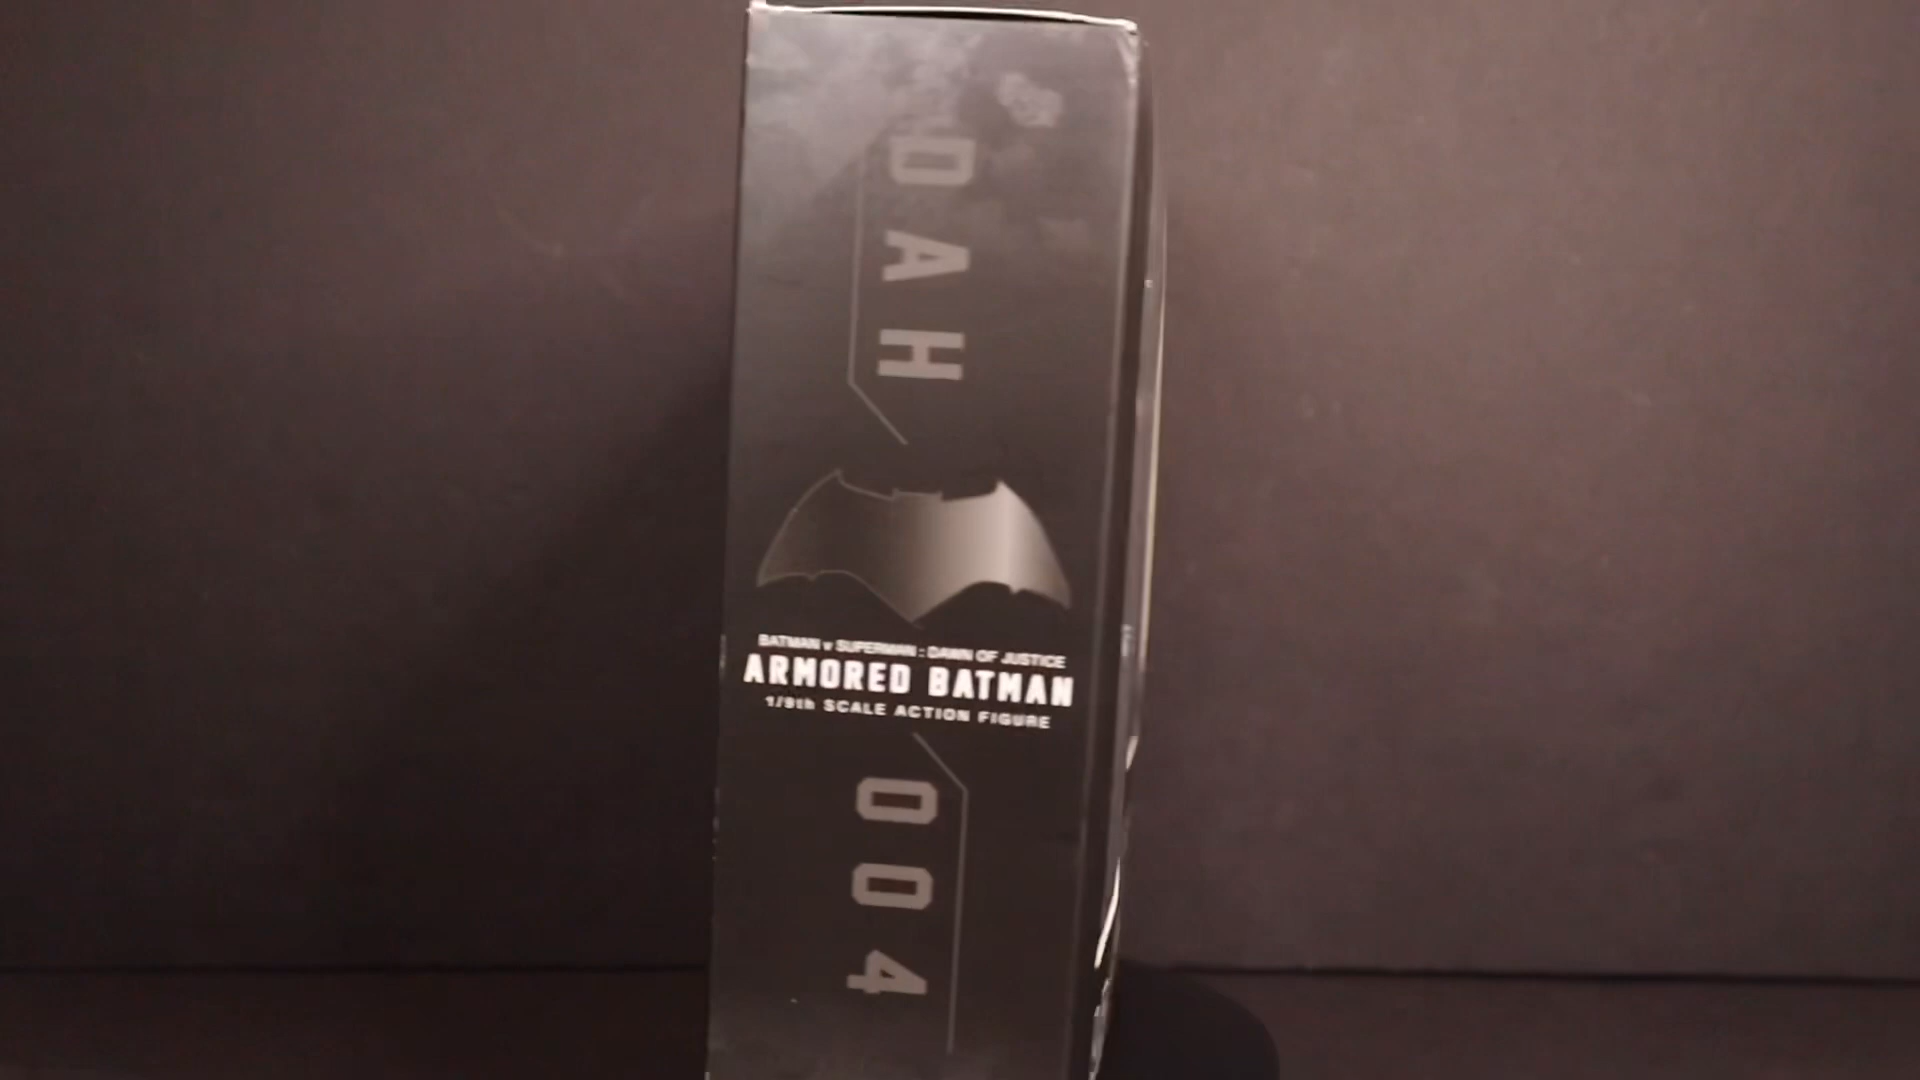 DAH
BATMAN v SUPERMAN : DAWN OF JUSTICE
ARMORED BATMAN
1/9th SCALE ACTION FIGURE
004